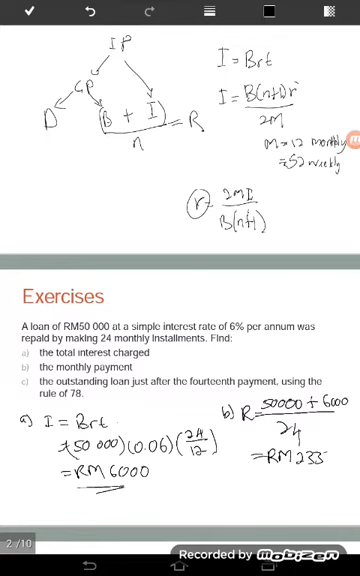 IP
CP
D
(B + I) = R
n
I = Brt
I = B(n+1)r
2M
M = 12 monthly
= 52 weekly
r = 2MI
B(n+1)
Exercises
A loan of RM50 000 at a simple interest rate of 6% per annum was
repaid by making 24 monthly installments. Find:
a) the total interest charged
b) the monthly payment
c) the outstanding loan just after the fourteenth payment, using the
rule of 78.
a) I = Brt
= (50 000) (0.06) (24/12)
= RM 6000
b) R = 50000 + 6000
24
= RM 233
2 / 10
Recorded by Mobizen